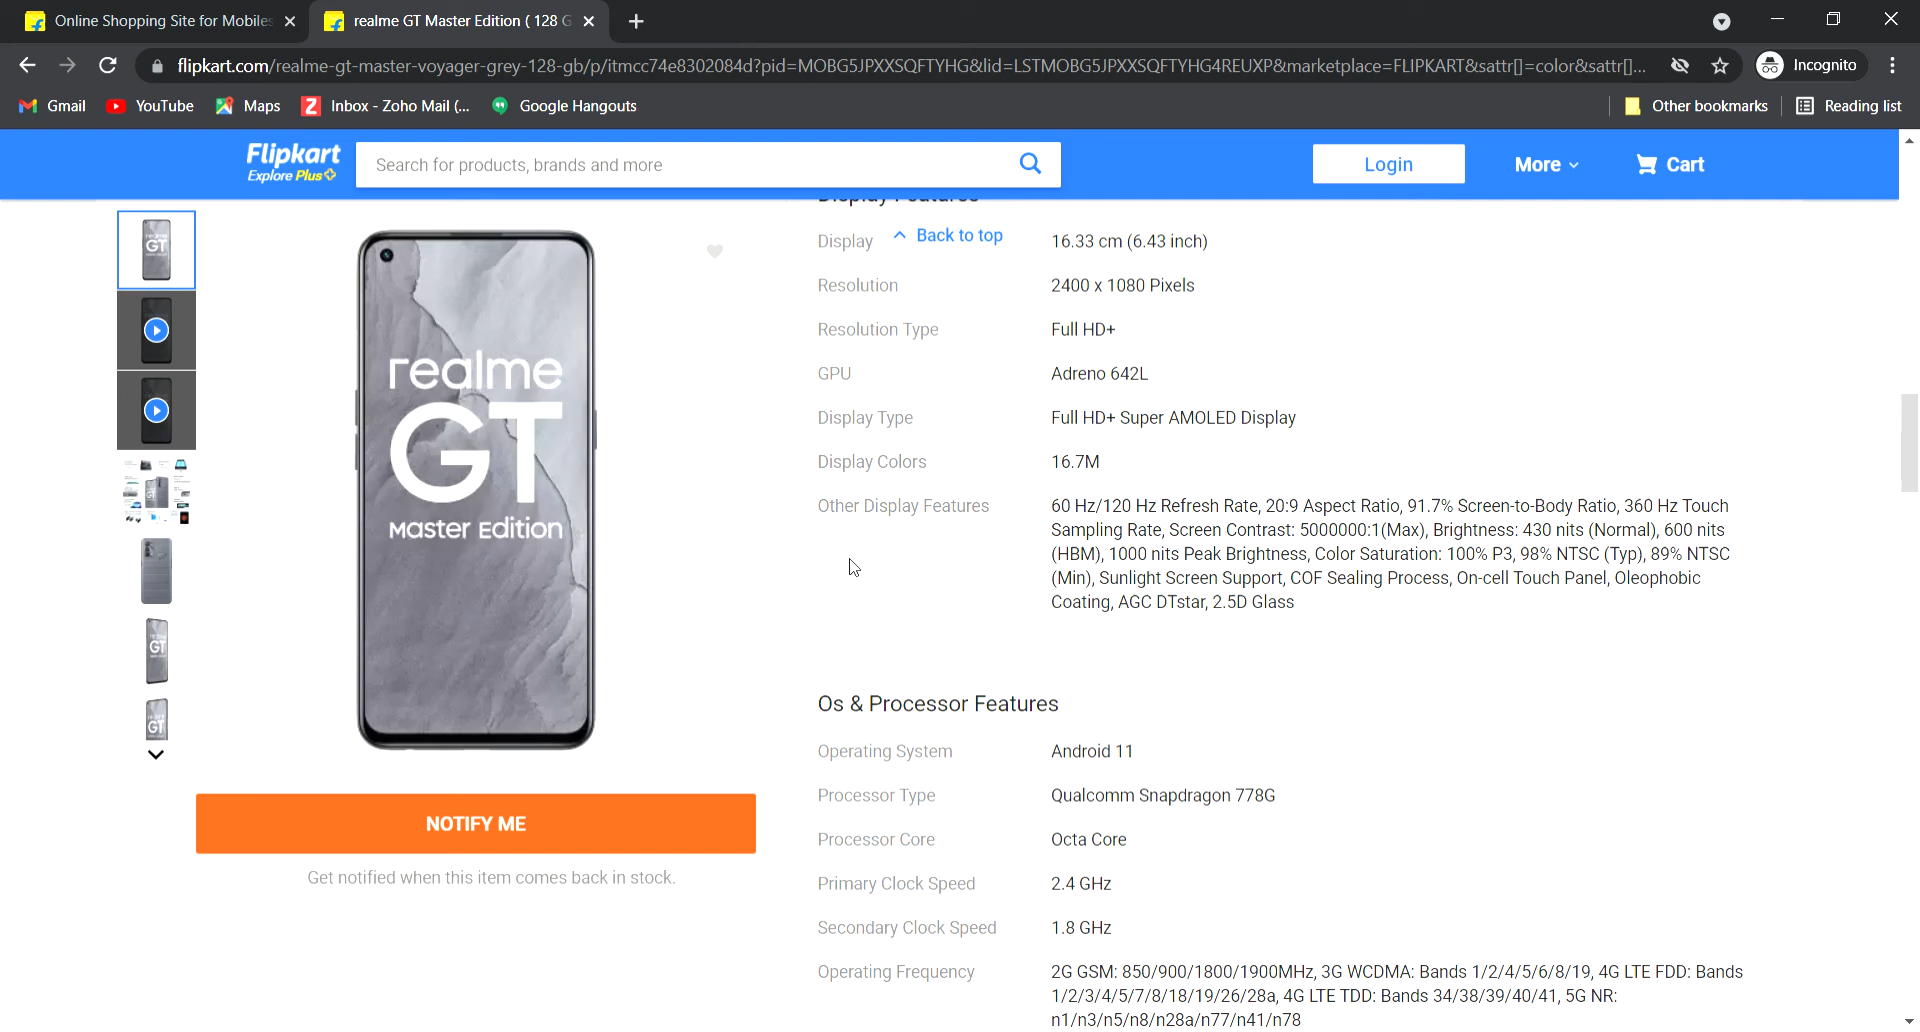 Online Shopping Site for Mobiles
realme GT Master Edition ( 128 G
flipkart.com/realme-gt-master-voyager-grey-128-gb/p/itmcc74e8302084d?pid=MOBG5JPXXSQFTYHG&lid=LSTMOBG5JPXXSQFTYHG4REUXP&marketplace=FLIPKART&sattr[]=color&sattr[]...
Incognito
Gmail
YouTube
Maps
Inbox - Zoho Mail (...
Google Hangouts
Other bookmarks
Reading list
Flipkart
Explore Plus
Search for products, brands and more
Login
More
Cart
Display Features
Back to top
Display 16.33 cm (6.43 inch)
Resolution 2400 x 1080 Pixels
Resolution Type Full HD+
GPU Adreno 642L
Display Type Full HD+ Super AMOLED Display
Display Colors 16.7M
Other Display Features 60 Hz/120 Hz Refresh Rate, 20:9 Aspect Ratio, 91.7% Screen-to-Body Ratio, 360 Hz Touch
Sampling Rate, Screen Contrast: 5000000:1(Max), Brightness: 430 nits (Normal), 600 nits
(HBM), 1000 nits Peak Brightness, Color Saturation: 100% P3, 98% NTSC (Typ), 89% NTSC
(Min), Sunlight Screen Support, COF Sealing Process, On-cell Touch Panel, Oleophobic
Coating, AGC DTstar, 2.5D Glass
realme
GT
Master Edition
Os & Processor Features
Operating System Android 11
Processor Type Qualcomm Snapdragon 778G
Processor Core Octa Core
Primary Clock Speed 2.4 GHz
Secondary Clock Speed 1.8 GHz
Operating Frequency 2G GSM: 850/900/1800/1900MHz, 3G WCDMA: Bands 1/2/4/5/6/8/19, 4G LTE FDD: Bands
1/2/3/4/5/7/8/18/19/26/28a, 4G LTE TDD: Bands 34/38/39/40/41, 5G NR:
n1/n3/n5/n8/n28a/n77/n41/n78
NOTIFY ME
Get notified when this item comes back in stock.